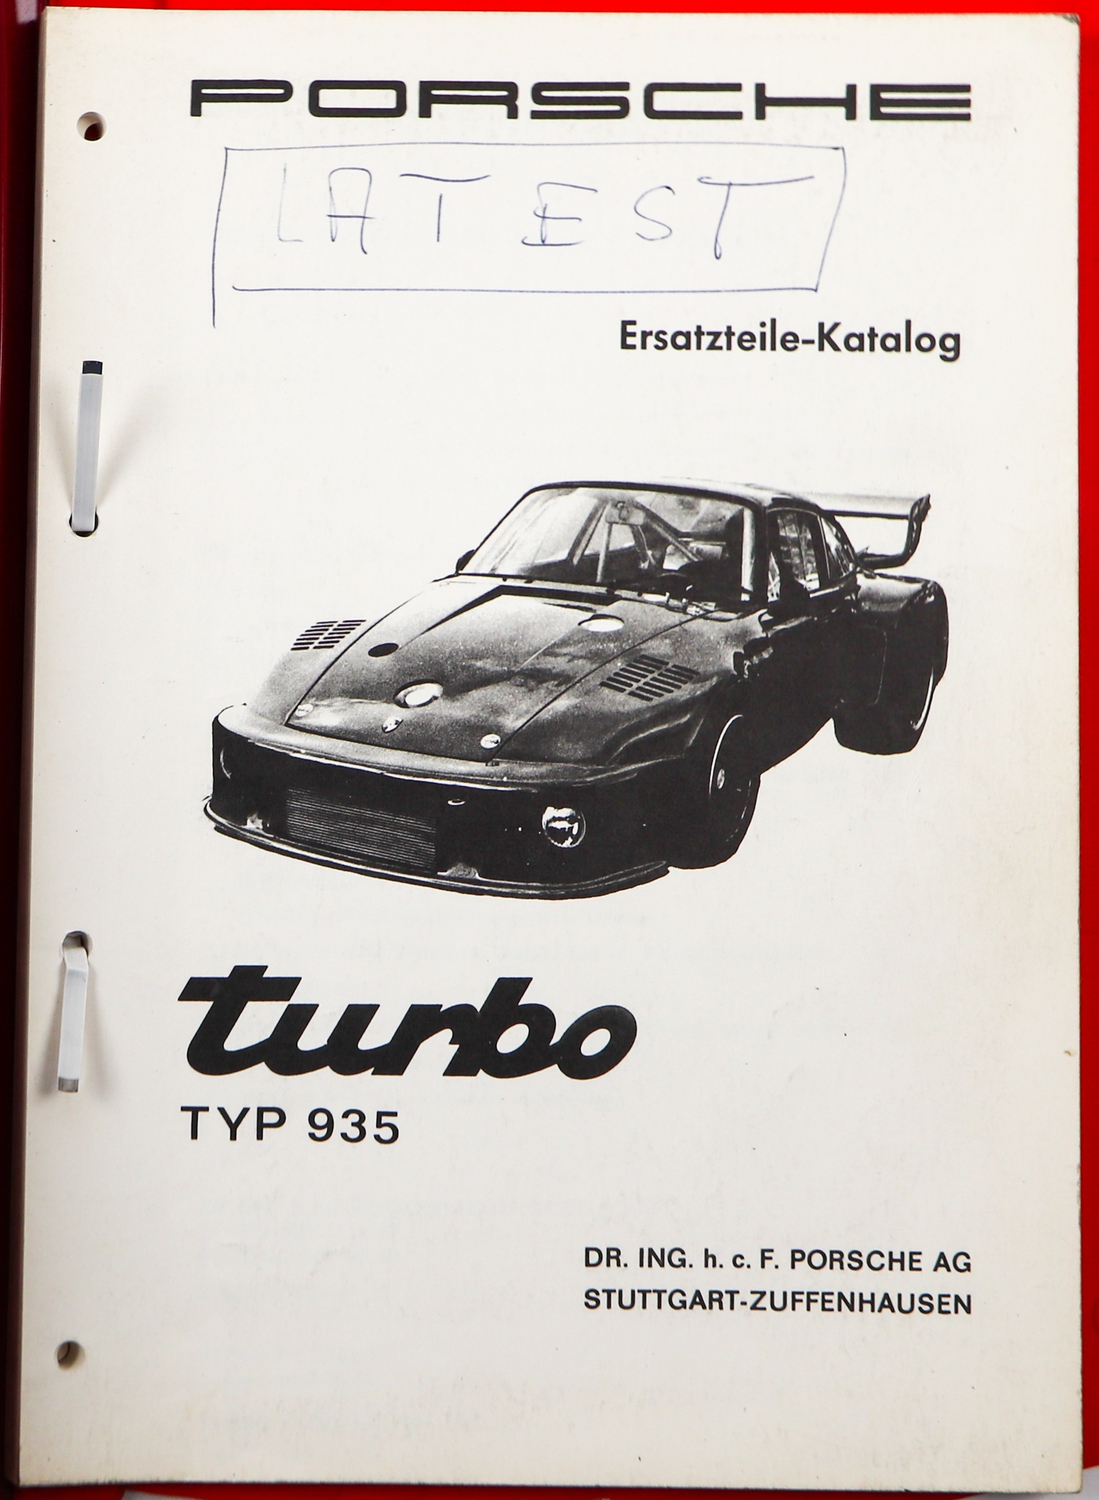 PORSCHE
LATEST
Ersatzteile-Katalog
turbo
TYP 935
DR. ING. h. c. F. PORSCHE AG
STUTTGART-ZUFFENHAUSEN